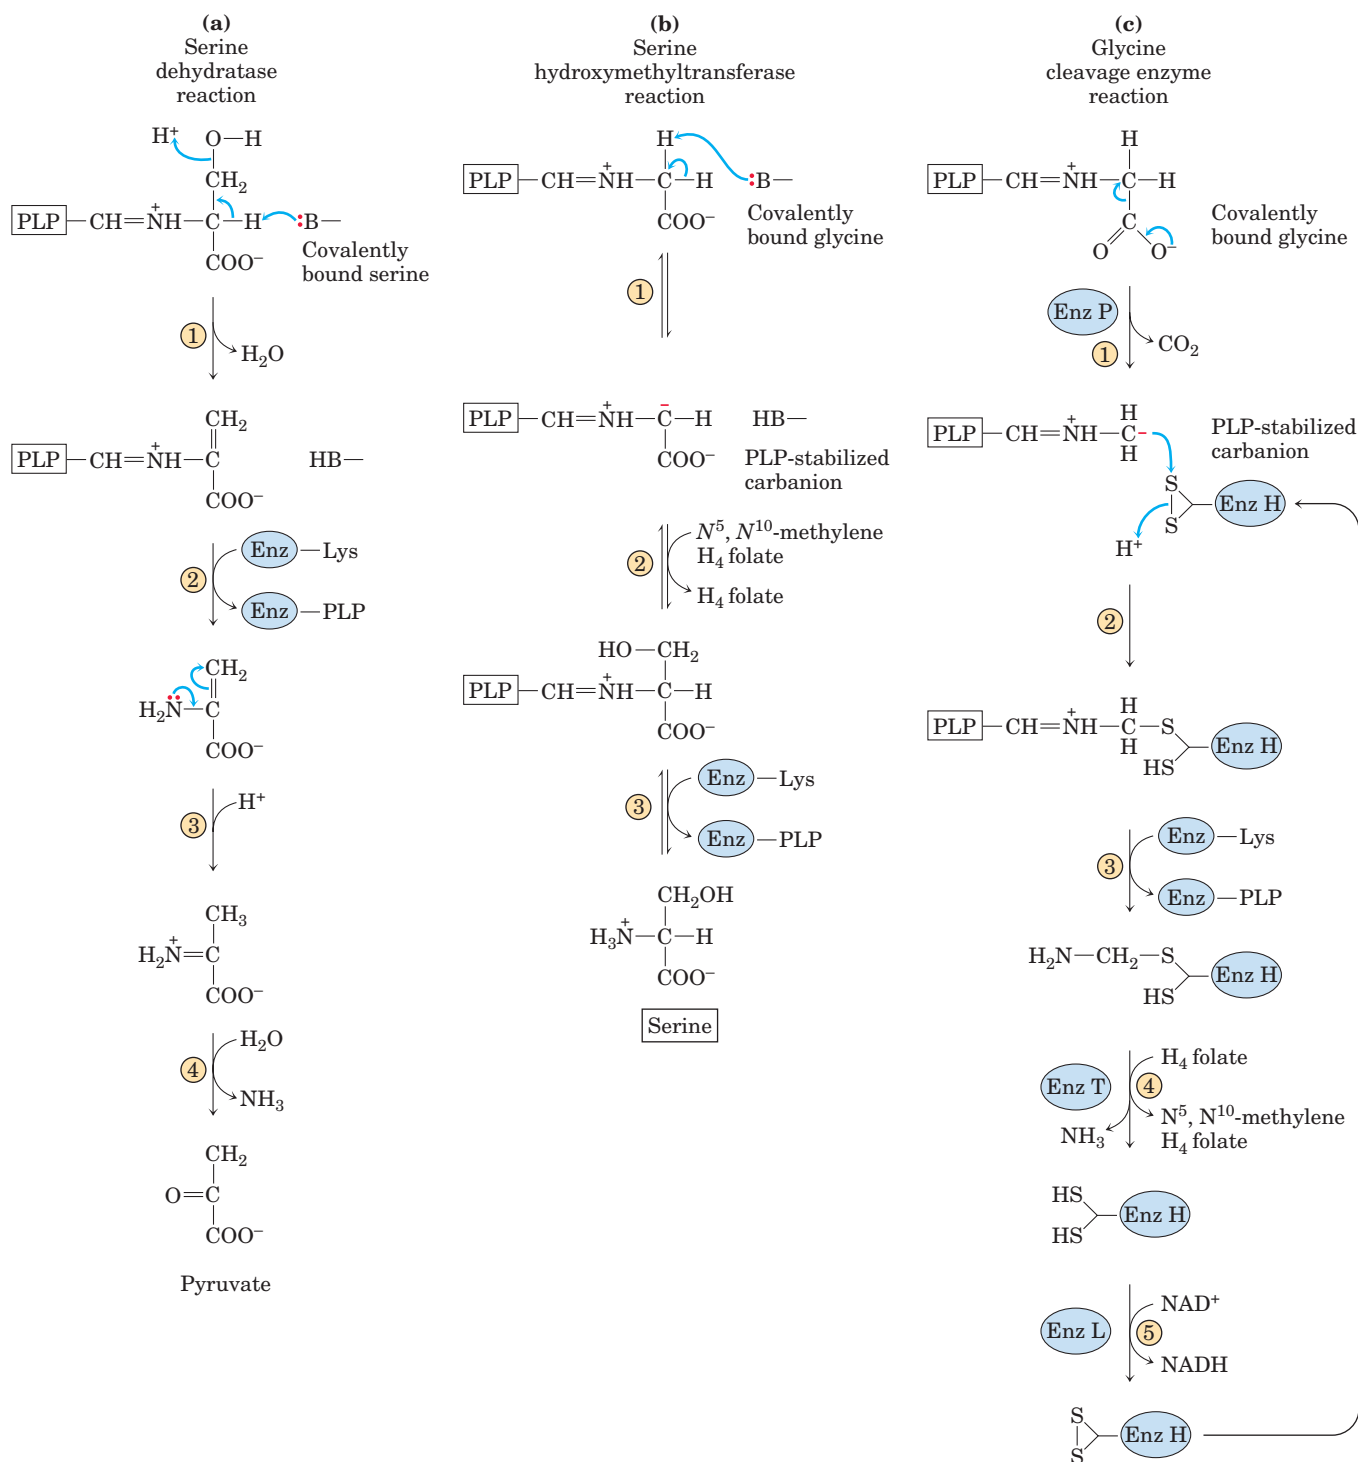 (a)
Serine
dehydratase
reaction
H⁺
O—H
CH₂
PLP—CH=N⁺H—C—H :B—
COO⁻
Covalently
bound serine
1
H₂O
CH₂
PLP—CH=N⁺H—C HB—
COO⁻
2
Enz—Lys
Enz—PLP
CH₂
H₂N̈—C
COO⁻
3
H⁺
CH₃
H₂N⁺=C
COO⁻
4
H₂O
NH₃
CH₂
O=C
COO⁻
Pyruvate
(b)
Serine
hydroxymethyltransferase
reaction
H
PLP—CH=N⁺H—C—H :B—
COO⁻
Covalently
bound glycine
1
PLP—CH=N⁺H—C⁻—H HB—
COO⁻
PLP-stabilized
carbanion
2
N⁵, N¹⁰-methylene
H₄ folate
H₄ folate
HO—CH₂
PLP—CH=N⁺H—C—H
COO⁻
3
Enz—Lys
Enz—PLP
CH₂OH
H₃N⁺—C—H
COO⁻
Serine
(c)
Glycine
cleavage enzyme
reaction
H
PLP—CH=N⁺H—C—H
C
O O⁻
Covalently
bound glycine
Enz P
1
CO₂
H
PLP—CH=N⁺H—C⁻
H
PLP-stabilized
carbanion
S
S
Enz H
H⁺
2
H
PLP—CH=N⁺H—C—S
H
HS
Enz H
3
Enz—Lys
Enz—PLP
H₂N—CH₂—S
HS
Enz H
Enz T
4
H₄ folate
NH₃
N⁵, N¹⁰-methylene
H₄ folate
HS
HS
Enz H
Enz L
5
NAD⁺
NADH
S
S
Enz H